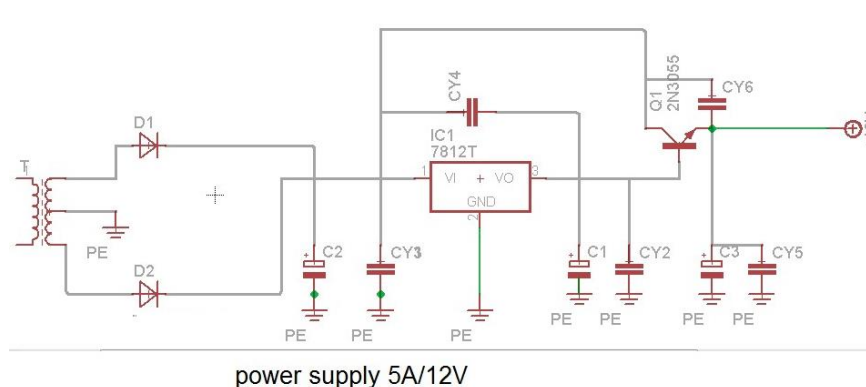 CY4
Q1
2N3055
CY6
D1
IC1
7812T
T
1 VI + VO 3
GND
2
PE
C2
CY3
C1
CY2
C3
CY5
D2
PE
PE
PE
PE
PE
PE
PE
power supply 5A/12V